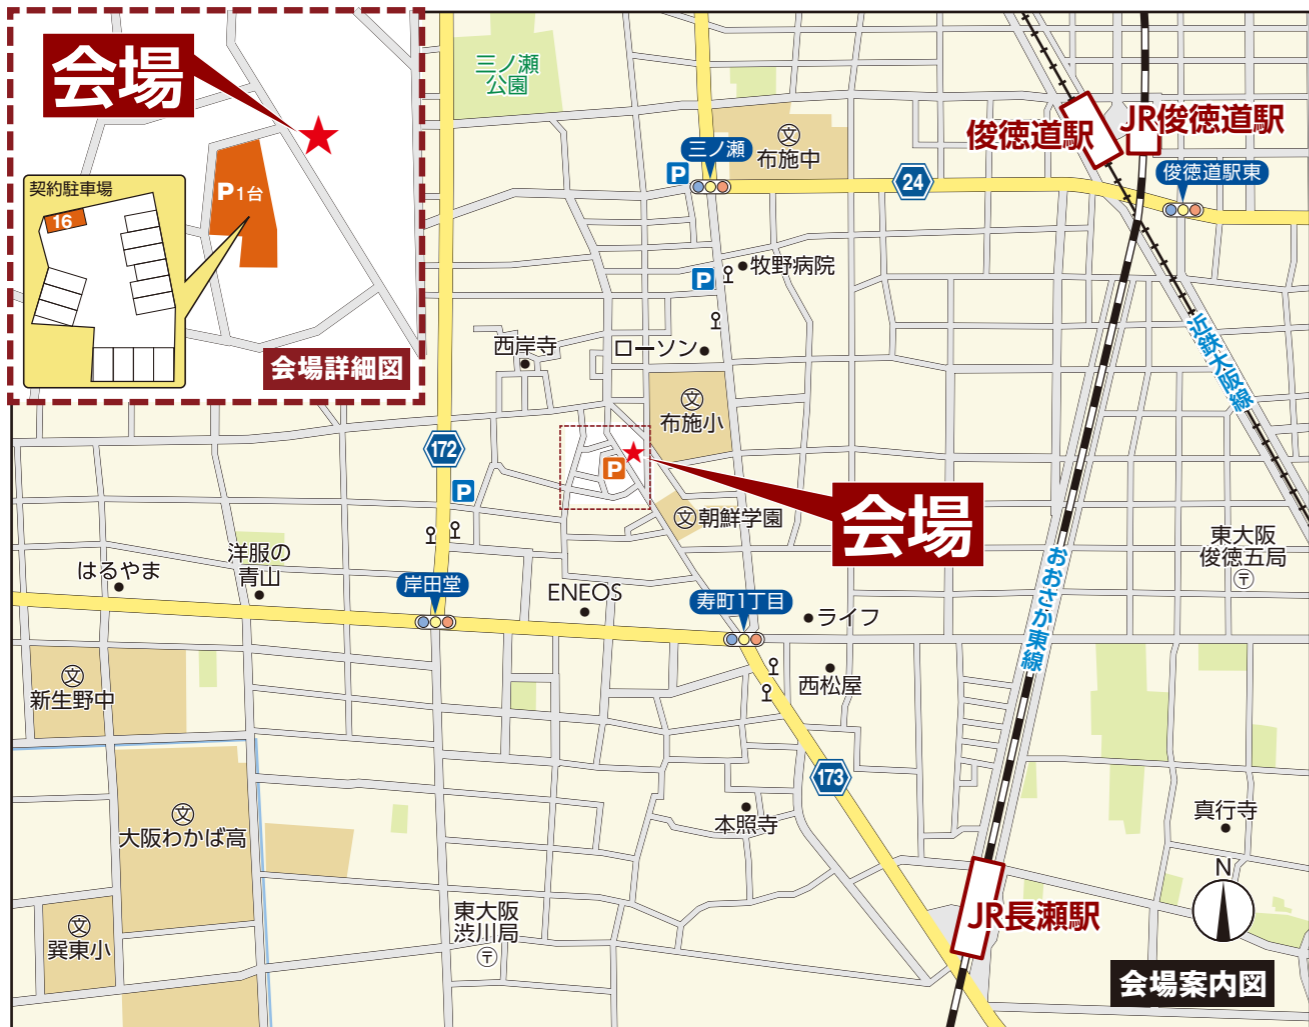 会場
契約駐車場
16
P1台
会場詳細図
三ノ瀬
公園
三ノ瀬
P
文
布施中
24
俊徳道駅
JR俊徳道駅
俊徳道駅東
P
牧野病院
近鉄大阪線
西岸寺
ローソン
文
布施小
172
P
P
会場
文朝鮮学園
東大阪
俊徳五局
〒
はるやま
洋服の
青山
岸田堂
ENEOS
寿町1丁目
ライフ
おおさか東線
文
新生野中
西松屋
173
文
大阪わかば高
本照寺
真行寺
N
文
巽東小
東大阪
渋川局
〒
JR長瀬駅
会場案内図